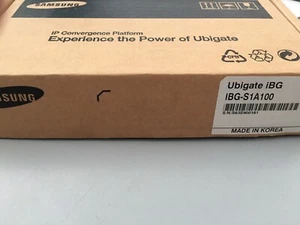 SAMSUNG
IP Convergence Platform
Experience the Power of Ubigate
SAMSUNG
Ubigate iBG
IBG-S1A100
MADE IN KOREA